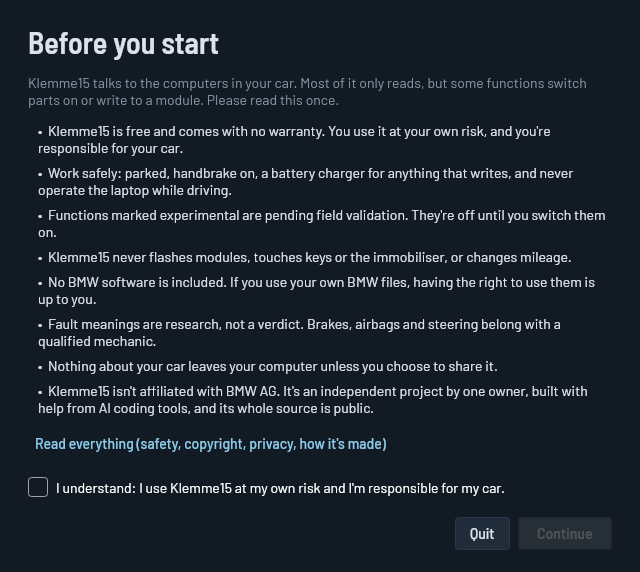 Before you start
Klemme15 talks to the computers in your car. Most of it only reads, but some functions switch
parts on or write to a module. Please read this once.
• Klemme15 is free and comes with no warranty. You use it at your own risk, and you're
responsible for your car.
• Work safely: parked, handbrake on, a battery charger for anything that writes, and never
operate the laptop while driving.
• Functions marked experimental are pending field validation. They're off until you switch them
on.
• Klemme15 never flashes modules, touches keys or the immobiliser, or changes mileage.
• No BMW software is included. If you use your own BMW files, having the right to use them is
up to you.
• Fault meanings are research, not a verdict. Brakes, airbags and steering belong with a
qualified mechanic.
• Nothing about your car leaves your computer unless you choose to share it.
• Klemme15 isn't affiliated with BMW AG. It's an independent project by one owner, built with
help from AI coding tools, and its whole source is public.
Read everything (safety, copyright, privacy, how it's made)
I understand: I use Klemme15 at my own risk and I'm responsible for my car.
Quit
Continue